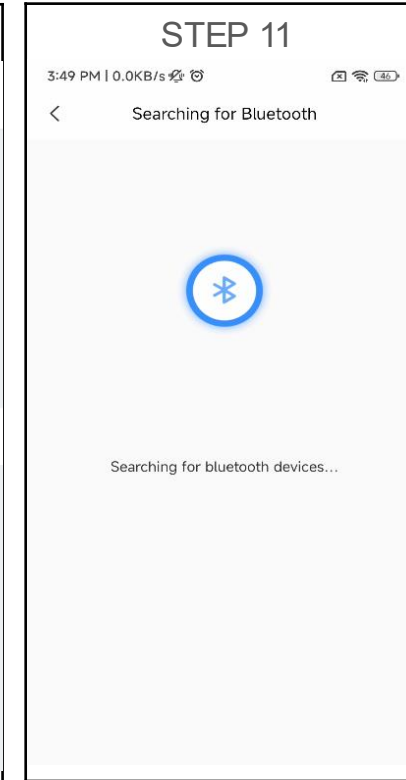 STEP 11
3:49 PM | 0.0KB/s
46
Searching for Bluetooth
Searching for bluetooth devices...